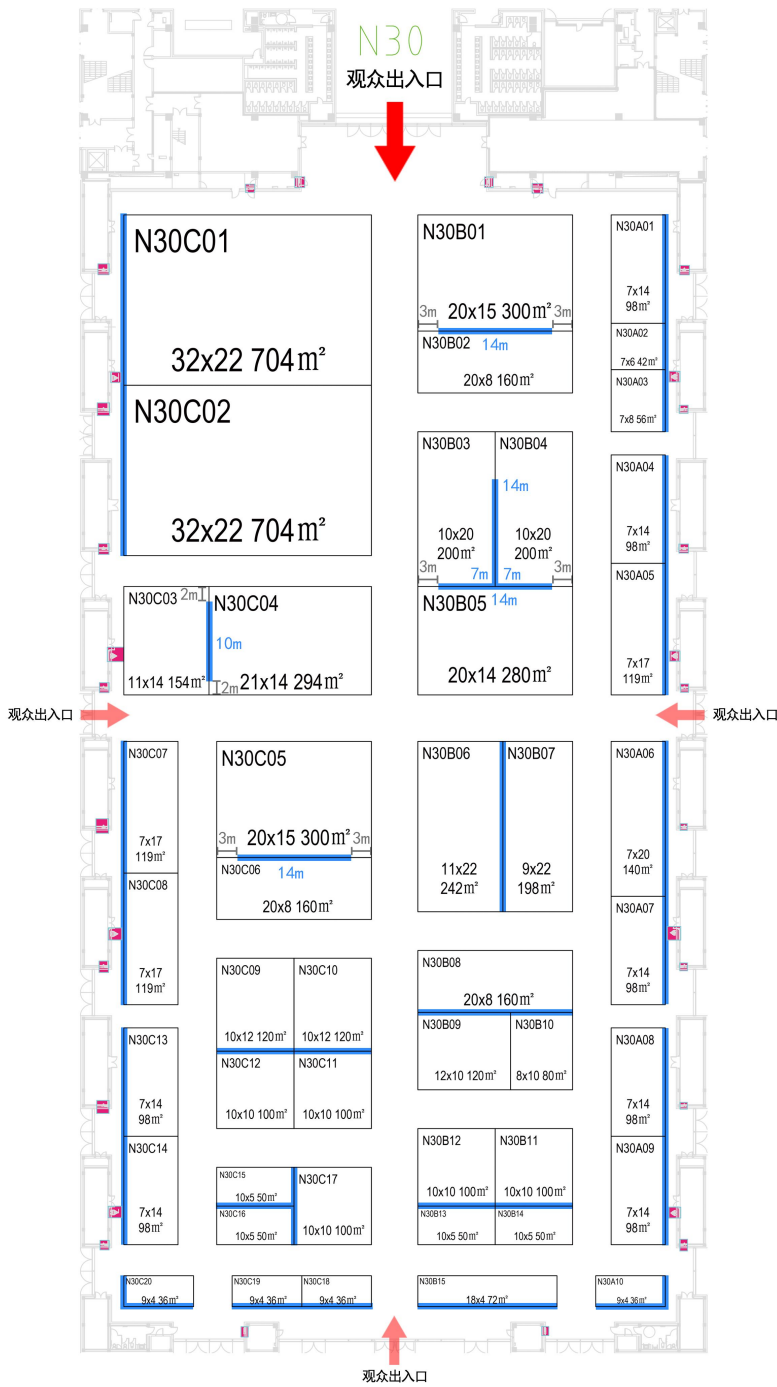 N30
观众出入口
N30C01
32x22 704㎡
N30C02
32x22 704㎡
N30B01
20x15 300㎡
3m
3m
14m
N30B02
20x8 160㎡
N30A01
7x14
98㎡
N30A02
7x6 42㎡
N30A03
7x8 56㎡
N30B03
10x20
200㎡
N30B04
10x20
200㎡
14m
3m
7m
7m
3m
14m
N30B05
20x14 280㎡
N30A04
7x14
98㎡
N30A05
7x17
119㎡
N30C03
11x14 154㎡
2m
10m
2m
N30C04
21x14 294㎡
观众出入口
观众出入口
N30C07
7x17
119㎡
N30C08
7x17
119㎡
N30C05
20x15 300㎡
3m
3m
14m
N30C06
20x8 160㎡
N30B06
11x22
242㎡
N30B07
9x22
198㎡
N30A06
7x20
140㎡
N30A07
7x14
98㎡
N30C09
10x12 120㎡
N30C10
10x12 120㎡
N30C12
10x10 100㎡
N30C11
10x10 100㎡
N30B08
20x8 160㎡
N30B09
12x10 120㎡
N30B10
8x10 80㎡
N30C13
7x14
98㎡
N30C14
7x14
98㎡
N30A08
7x14
98㎡
N30A09
7x14
98㎡
N30B12
10x10 100㎡
N30B11
10x10 100㎡
N30B13
10x5 50㎡
N30B14
10x5 50㎡
N30C15
10x5 50㎡
N30C16
10x5 50㎡
N30C17
10x10 100㎡
N30C20
9x4 36㎡
N30C19
9x4 36㎡
N30C18
9x4 36㎡
N30B15
18x4 72㎡
N30A10
9x4 36㎡
观众出入口